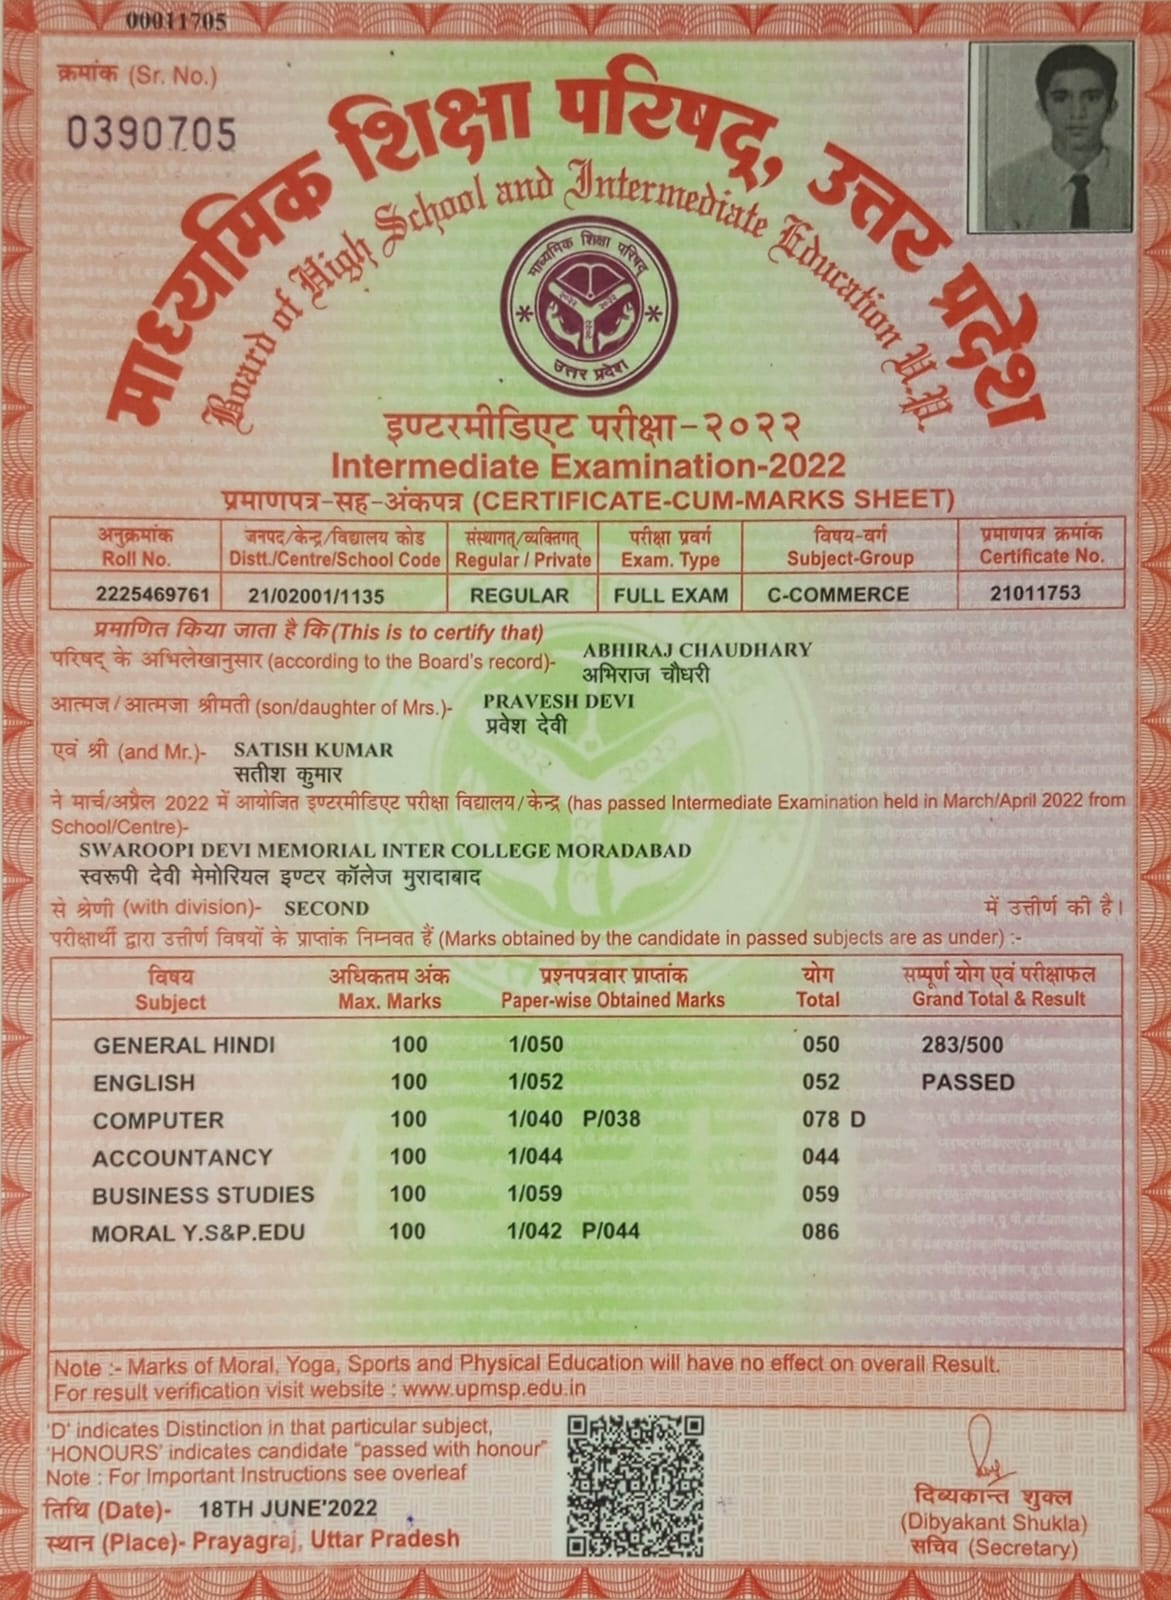 00011705
क्रमांक (Sr. No.)
0390705
माध्यमिक शिक्षा परिषद्, उत्तर प्रदेश
Board of High School and Intermediate Education U.P.
माध्यमिक शिक्षा परिषद्
२०२२ २०२२
२०२२
उत्तर प्रदेश
इण्टरमीडिएट परीक्षा-२०२२
Intermediate Examination-2022
प्रमाणपत्र-सह-अंकपत्र (CERTIFICATE-CUM-MARKS SHEET)
अनुक्रमांक जनपद/केन्द्र/विद्यालय कोड संस्थागत्/व्यक्तिगत् परीक्षा प्रवर्ग विषय-वर्ग प्रमाणपत्र क्रमांक
Roll No. Distt./Centre/School Code Regular / Private Exam. Type Subject-Group Certificate No.
2225469761 21/02001/1135 REGULAR FULL EXAM C-COMMERCE 21011753
प्रमाणित किया जाता है कि (This is to certify that)
ABHIRAJ CHAUDHARY
परिषद् के अभिलेखानुसार (according to the Board's record)- अभिराज चौधरी
आत्मज/आत्मजा श्रीमती (son/daughter of Mrs.)- PRAVESH DEVI
प्रवेश देवी
एवं श्री (and Mr.)- SATISH KUMAR
सतीश कुमार
ने मार्च/अप्रैल 2022 में आयोजित इण्टरमीडिएट परीक्षा विद्यालय/केन्द्र (has passed Intermediate Examination held in March/April 2022 from
School/Centre)-
SWAROOPI DEVI MEMORIAL INTER COLLEGE MORADABAD
स्वरूपी देवी मेमोरियल इण्टर कॉलेज मुरादाबाद
से श्रेणी (with division)- SECOND में उत्तीर्ण की है।
परीक्षार्थी द्वारा उत्तीर्ण विषयों के प्राप्तांक निम्नवत हैं (Marks obtained by the candidate in passed subjects are as under) :-
विषय अधिकतम अंक प्रश्नपत्रवार प्राप्तांक योग सम्पूर्ण योग एवं परीक्षाफल
Subject Max. Marks Paper-wise Obtained Marks Total Grand Total & Result
GENERAL HINDI 100 1/050 050 283/500
ENGLISH 100 1/052 052 PASSED
COMPUTER 100 1/040 P/038 078 D
ACCOUNTANCY 100 1/044 044
BUSINESS STUDIES 100 1/059 059
MORAL Y.S&P.EDU 100 1/042 P/044 086
Note :- Marks of Moral, Yoga, Sports and Physical Education will have no effect on overall Result.
For result verification visit website : www.upmsp.edu.in
'D' indicates Distinction in that particular subject,
'HONOURS' indicates candidate "passed with honour"
Note : For Important Instructions see overleaf
तिथि (Date)- 18TH JUNE'2022
स्थान (Place)- Prayagraj, Uttar Pradesh
दिव्यकान्त शुक्ल
(Dibyakant Shukla)
सचिव (Secretary)